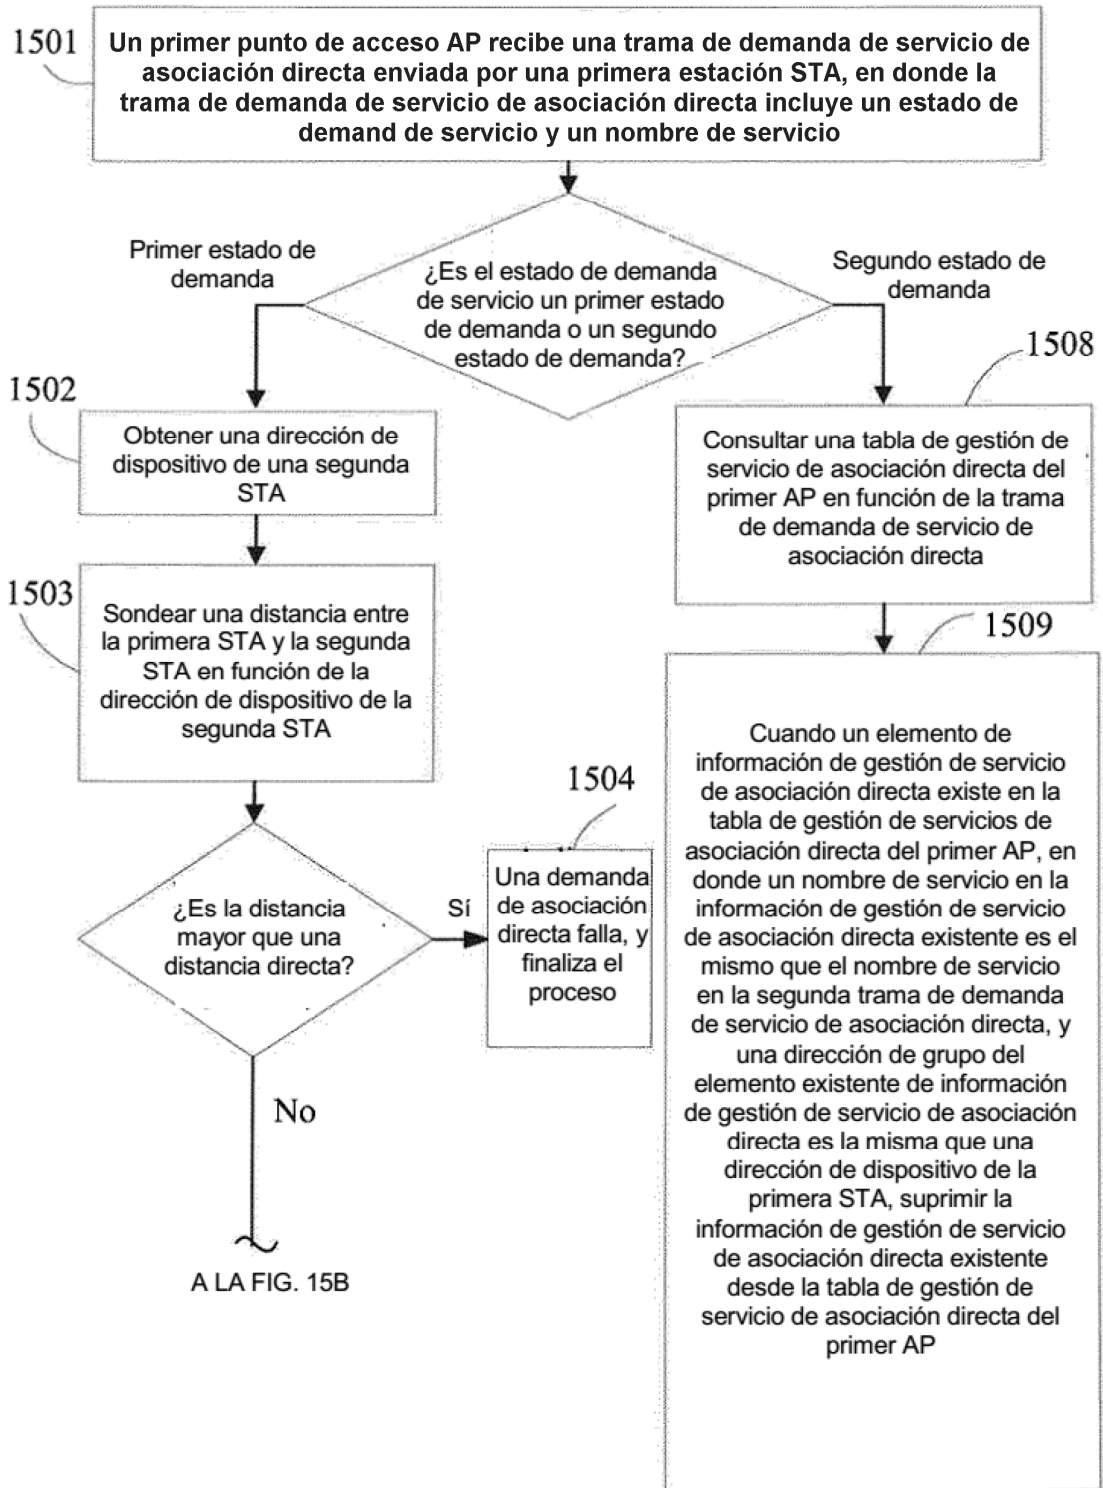 1501
Un primer punto de acceso AP recibe una trama de demanda de servicio de
asociación directa enviada por una primera estación STA, en donde la
trama de demanda de servicio de asociación directa incluye un estado de
demand de servicio y un nombre de servicio
Primer estado de
demanda
¿Es el estado de demanda
de servicio un primer estado
de demanda o un segundo
estado de demanda?
Segundo estado de
demanda
1502
Obtener una dirección de
dispositivo de una segunda
STA
1508
Consultar una tabla de gestión de
servicio de asociación directa del
primer AP en función de la trama
de demanda de servicio de
asociación directa
1503
Sondear una distancia entre
la primera STA y la segunda
STA en función de la
dirección de dispositivo de la
segunda STA
1509
Cuando un elemento de
información de gestión de servicio
de asociación directa existe en la
tabla de gestión de servicios de
asociación directa del primer AP, en
donde un nombre de servicio en la
información de gestión de servicio
de asociación directa existente es el
mismo que el nombre de servicio
en la segunda trama de demanda
de servicio de asociación directa, y
una dirección de grupo del
elemento existente de información
de gestión de servicio de asociación
directa es la misma que una
dirección de dispositivo de la
primera STA, suprimir la
información de gestión de servicio
de asociación directa existente
desde la tabla de gestión de
servicio de asociación directa del
primer AP
¿Es la distancia
mayor que una
distancia directa?
Sí
1504
Una demanda
de asociación
directa falla, y
finaliza el
proceso
No
A LA FIG. 15B